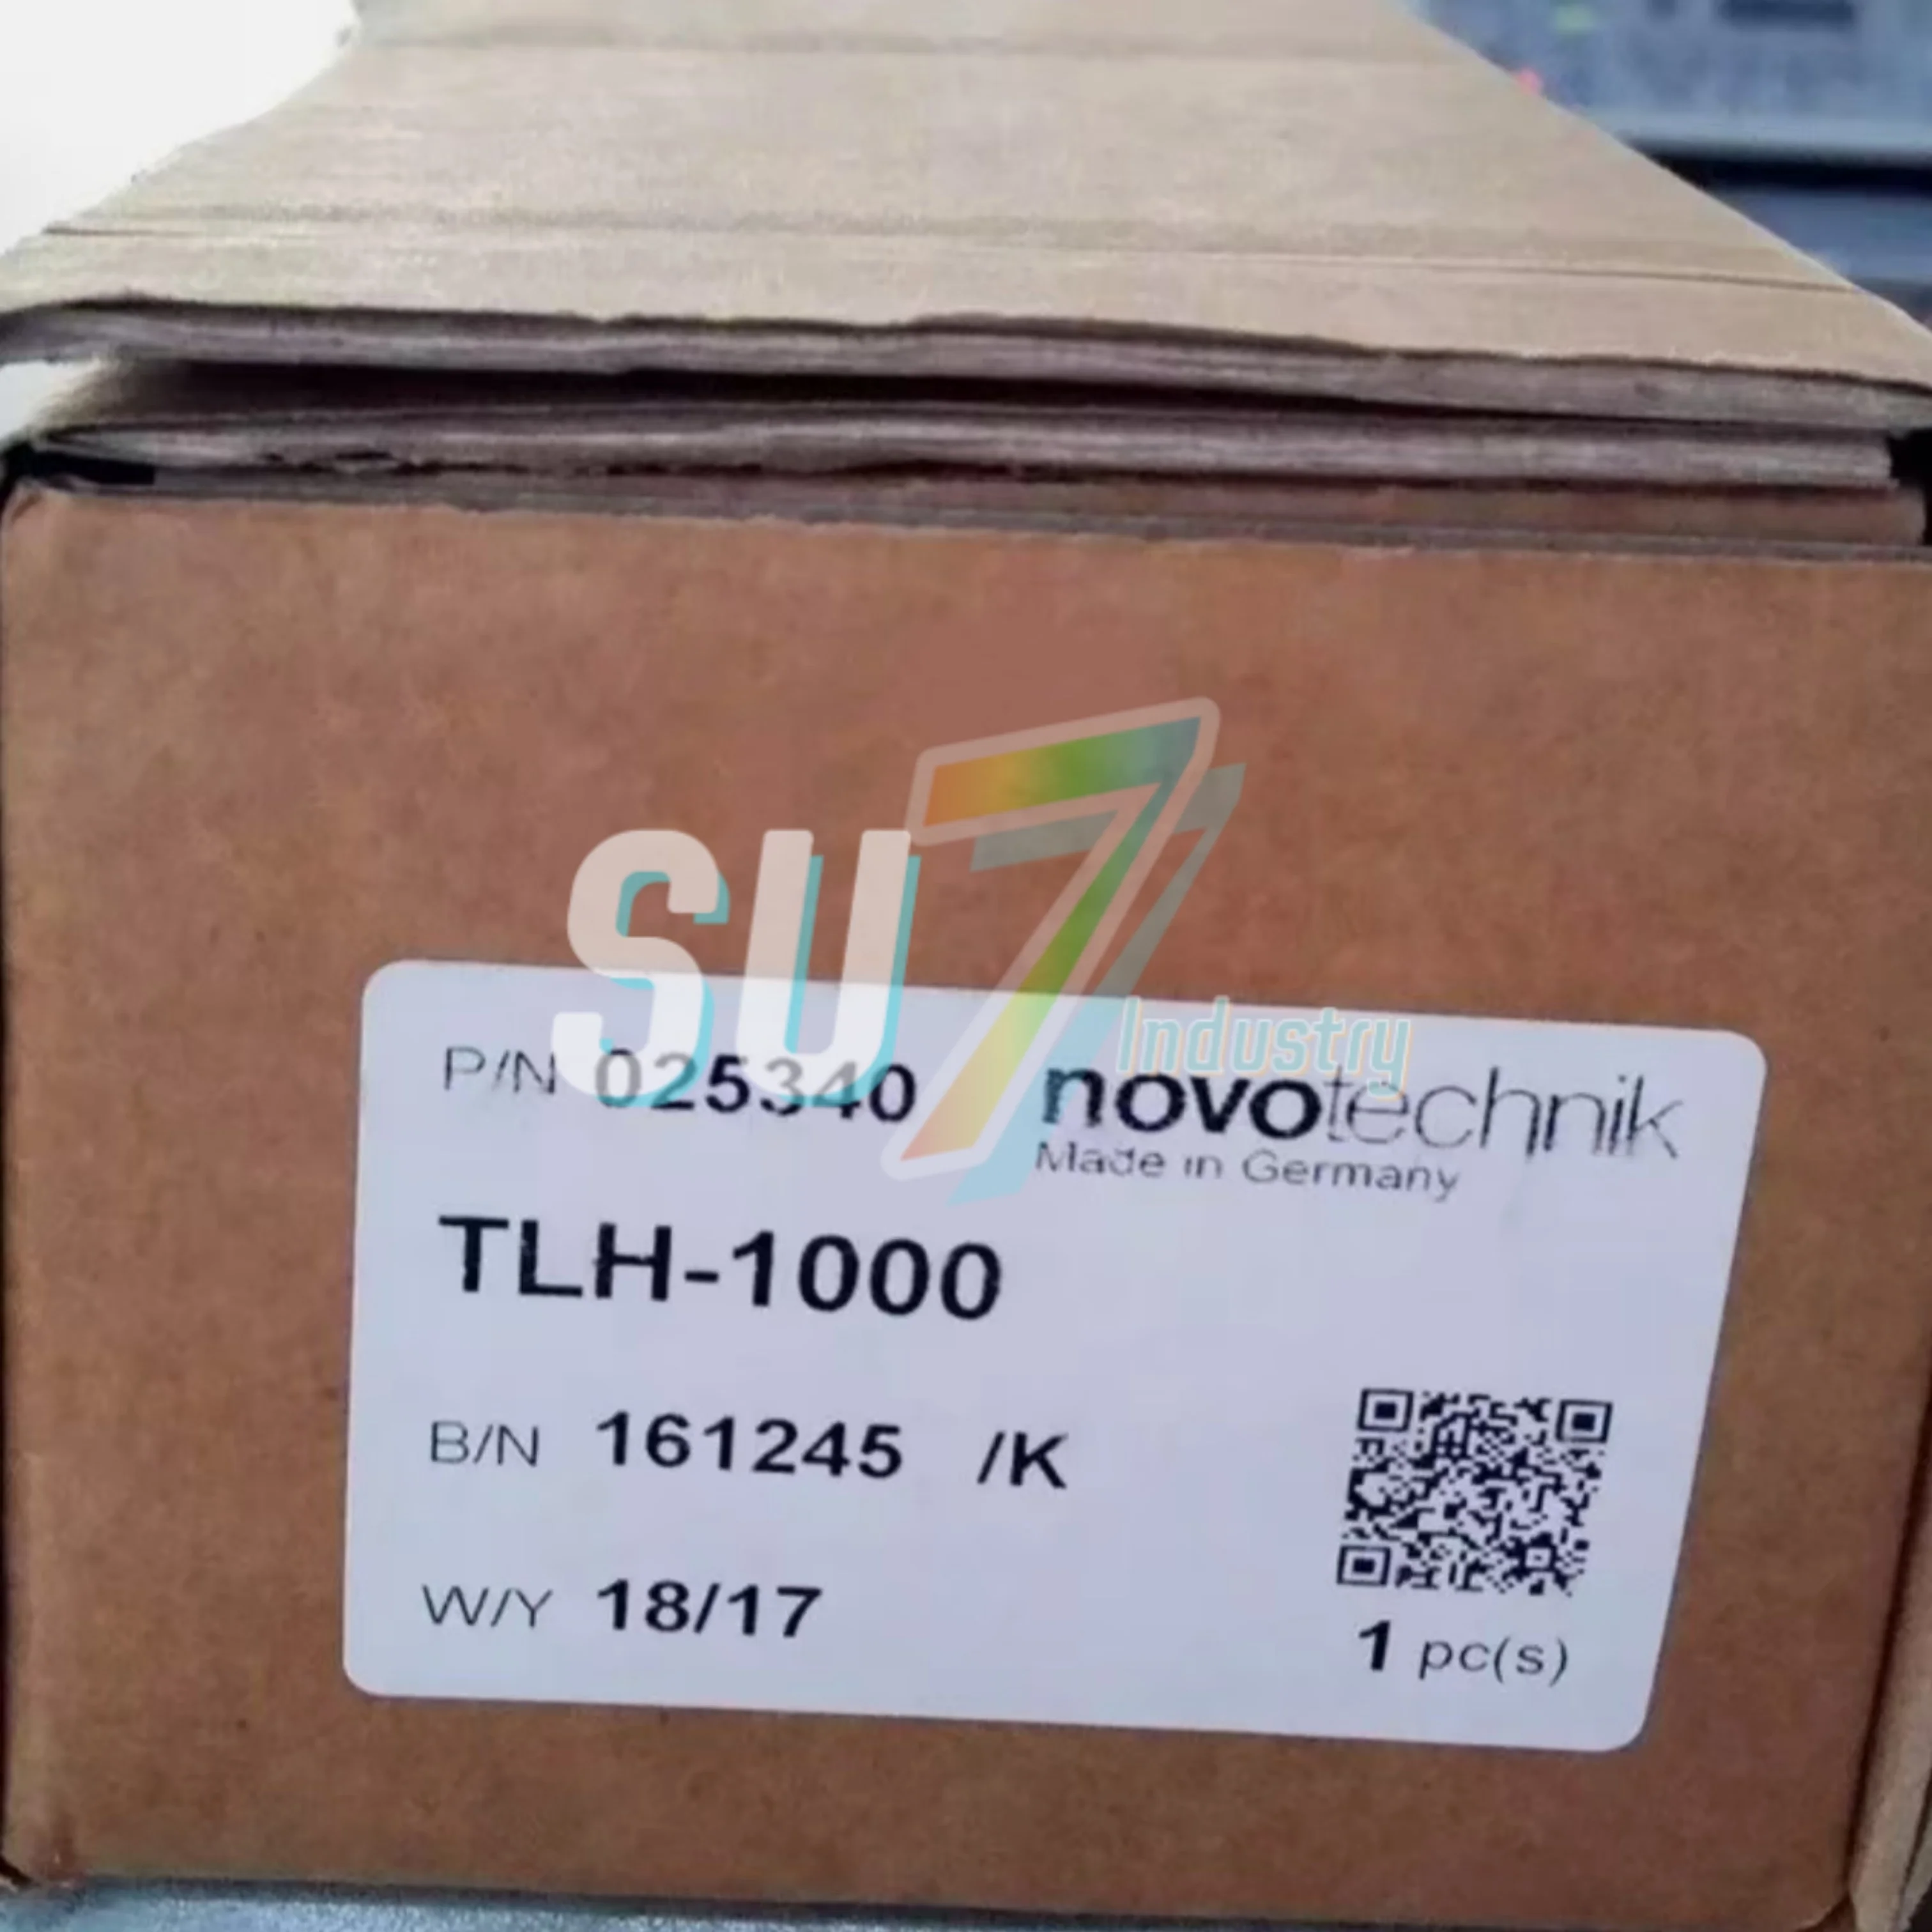 SU7
Industry
P/N 025340 novotechnik
Made in Germany
TLH-1000
B/N 161245 /K
W/Y 18/17
1 pc(s)